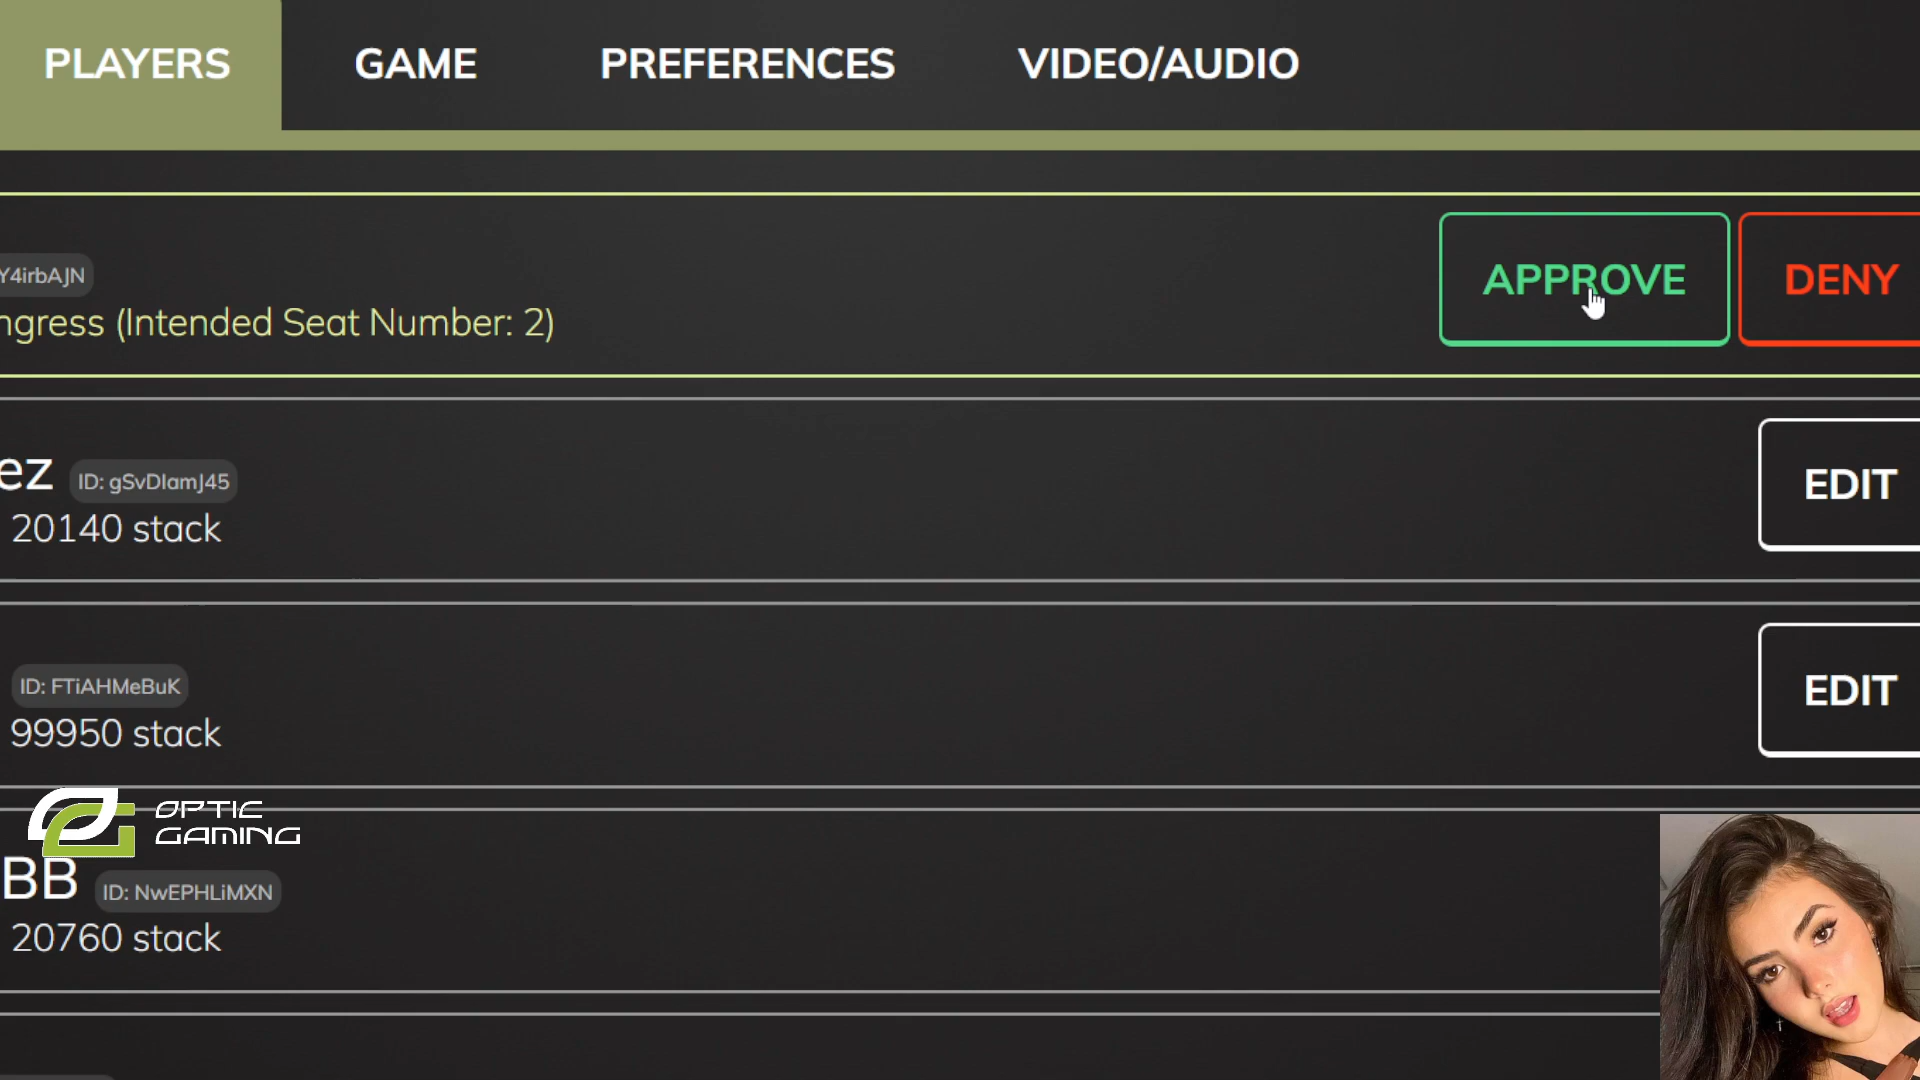 PLAYERS GAME PREFERENCES VIDEO/AUDIO
Y4irbAJN
ngress (Intended Seat Number: 2)
APPROVE DENY
ez ID: gSvDIamJ45
20140 stack
EDIT
ID: FTiAHMeBuK
99950 stack
EDIT
OPTIC
GAMING
BB ID: NwEPHLiMXN
20760 stack